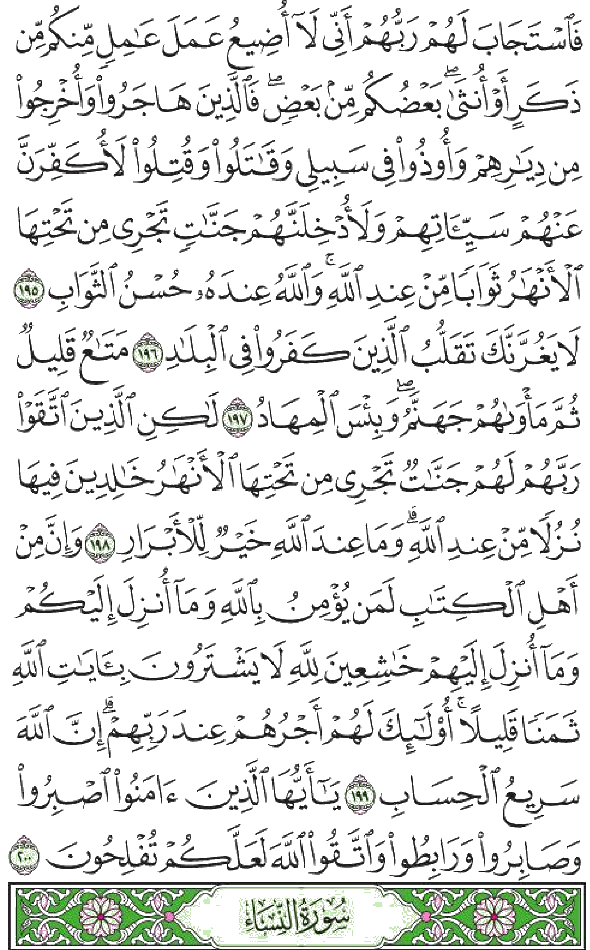 فَٱسْتَجَابَ لَهُمْ رَبُّهُمْ أَنِّى لَآ أُضِيعُ عَمَلَ عَٰمِلٍ مِّنكُم مِّن
ذَكَرٍ أَوْ أُنثَىٰ ۖ بَعْضُكُم مِّنۢ بَعْضٍ ۖ فَٱلَّذِينَ هَاجَرُوا۟ وَأُخْرِجُوا۟
مِن دِيَٰرِهِمْ وَأُوذُوا۟ فِى سَبِيلِى وَقَٰتَلُوا۟ وَقُتِلُوا۟ لَأُكَفِّرَنَّ
عَنْهُمْ سَيِّـَٔاتِهِمْ وَلَأُدْخِلَنَّهُمْ جَنَّٰتٍ تَجْرِى مِن تَحْتِهَا
ٱلْأَنْهَٰرُ ثَوَابًا مِّنْ عِندِ ٱللَّهِ ۗ وَٱللَّهُ عِندَهُۥ حُسْنُ ٱلثَّوَابِ ١٩٥
لَا يَغُرَّنَّكَ تَقَلُّبُ ٱلَّذِينَ كَفَرُوا۟ فِى ٱلْبِلَٰدِ ١٩٦ مَتَٰعٌ قَلِيلٌ
ثُمَّ مَأْوَىٰهُمْ جَهَنَّمُ ۖ وَبِئْسَ ٱلْمِهَادُ ١٩٧ لَٰكِنِ ٱلَّذِينَ ٱتَّقَوْا۟
رَبَّهُمْ لَهُمْ جَنَّٰتٌ تَجْرِى مِن تَحْتِهَا ٱلْأَنْهَٰرُ خَٰلِدِينَ فِيهَا
نُزُلًا مِّنْ عِندِ ٱللَّهِ ۗ وَمَا عِندَ ٱللَّهِ خَيْرٌ لِّلْأَبْرَارِ ١٩٨ وَإِنَّ مِنْ
أَهْلِ ٱلْكِتَٰبِ لَمَن يُؤْمِنُ بِٱللَّهِ وَمَآ أُنزِلَ إِلَيْكُمْ
وَمَآ أُنزِلَ إِلَيْهِمْ خَٰشِعِينَ لِلَّهِ لَا يَشْتَرُونَ بِـَٔايَٰتِ ٱللَّهِ
ثَمَنًا قَلِيلًا ۗ أُو۟لَٰٓئِكَ لَهُمْ أَجْرُهُمْ عِندَ رَبِّهِمْ ۗ إِنَّ ٱللَّهَ
سَرِيعُ ٱلْحِسَابِ ١٩٩ يَٰٓأَيُّهَا ٱلَّذِينَ ءَامَنُوا۟ ٱصْبِرُوا۟
وَصَابِرُوا۟ وَرَابِطُوا۟ وَٱتَّقُوا۟ ٱللَّهَ لَعَلَّكُمْ تُفْلِحُونَ ٢٠٠
سُورَةُ النِّسَاءِ